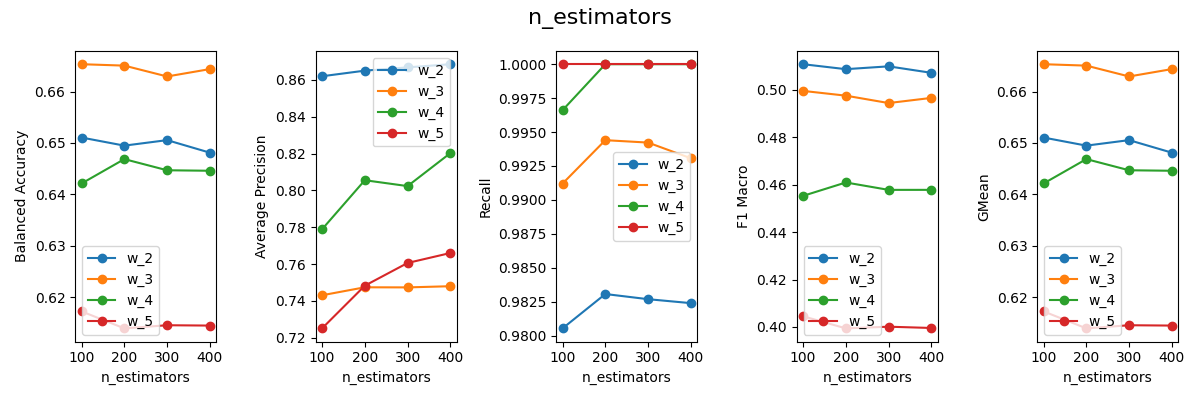 n_estimators
Balanced Accuracy
0.66
0.65
0.64
0.63
0.62
w_2
w_3
w_4
w_5
100 200 300 400
n_estimators
Average Precision
0.86
0.84
0.82
0.80
0.78
0.76
0.74
0.72
w_2
w_3
w_4
w_5
100 200 300 400
n_estimators
Recall
1.0000
0.9975
0.9950
0.9925
0.9900
0.9875
0.9850
0.9825
0.9800
w_2
w_3
w_4
w_5
100 200 300 400
n_estimators
F1 Macro
0.50
0.48
0.46
0.44
0.42
0.40
w_2
w_3
w_4
w_5
100 200 300 400
n_estimators
GMean
0.66
0.65
0.64
0.63
0.62
w_2
w_3
w_4
w_5
100 200 300 400
n_estimators